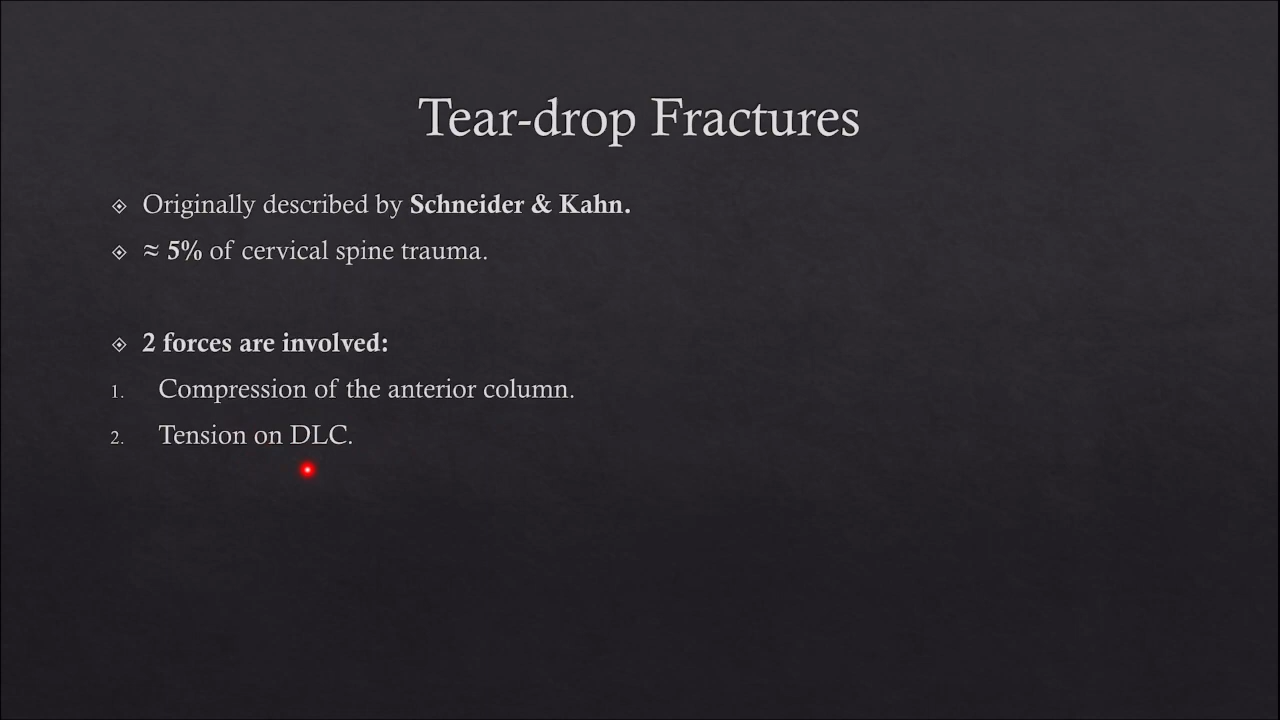 Tear-drop Fractures
Originally described by Schneider & Kahn.
≈ 5% of cervical spine trauma.
2 forces are involved:
1. Compression of the anterior column.
2. Tension on DLC.